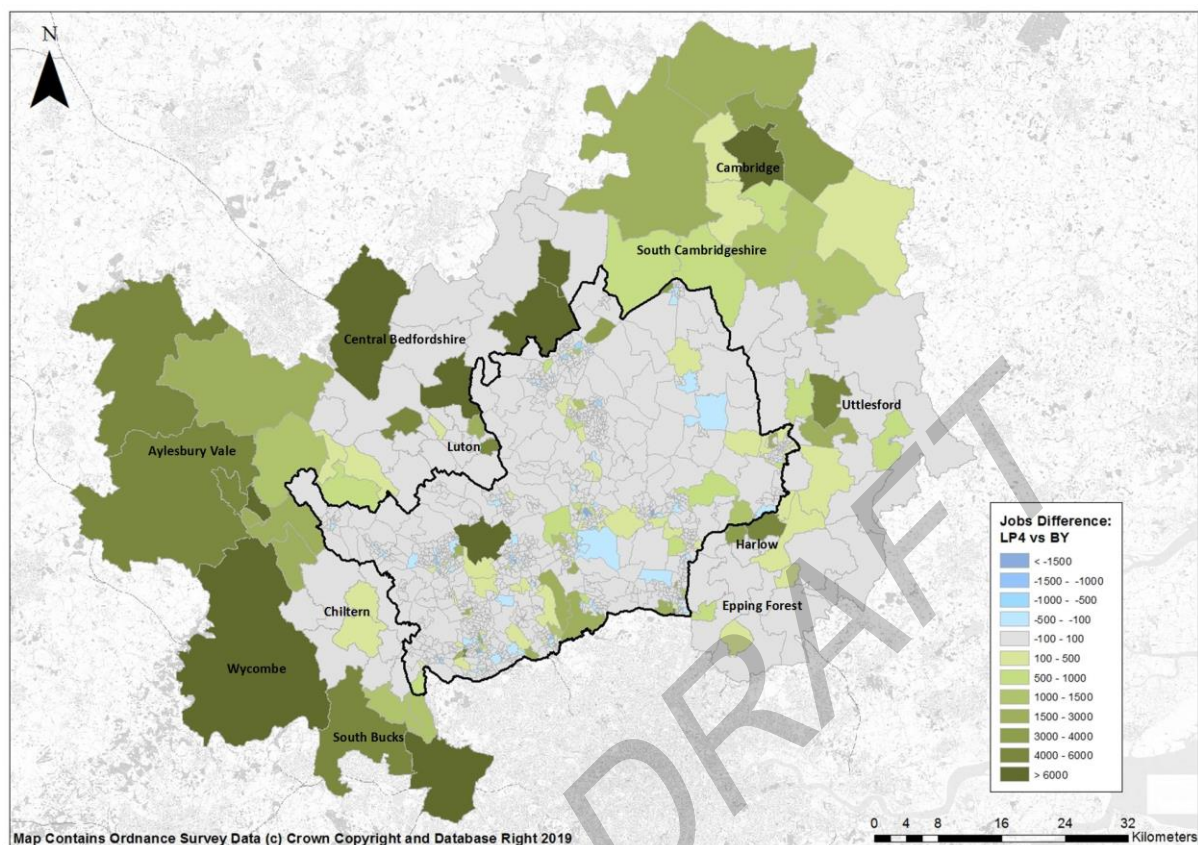 N
Cambridge
South Cambridgeshire
Central Bedfordshire
Uttlesford
Luton
Aylesbury Vale
Harlow
Chiltern
Epping Forest
Wycombe
South Bucks
DRAFT
Jobs Difference:
LP4 vs BY
< -1500
-1500 - -1000
-1000 - -500
-500 - -100
-100 - 100
100 - 500
500 - 1000
1000 - 1500
1500 - 3000
3000 - 4000
4000 - 6000
> 6000
Map Contains Ordnance Survey Data (c) Crown Copyright and Database Right 2019
0 4 8 16 24 32
Kilometers